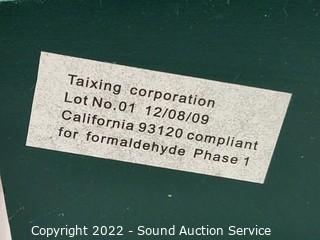 Taixing corporation
Lot No.01 12/08/09
California 93120 compliant
for formaldehyde Phase 1
Copyright 2022 - Sound Auction Service